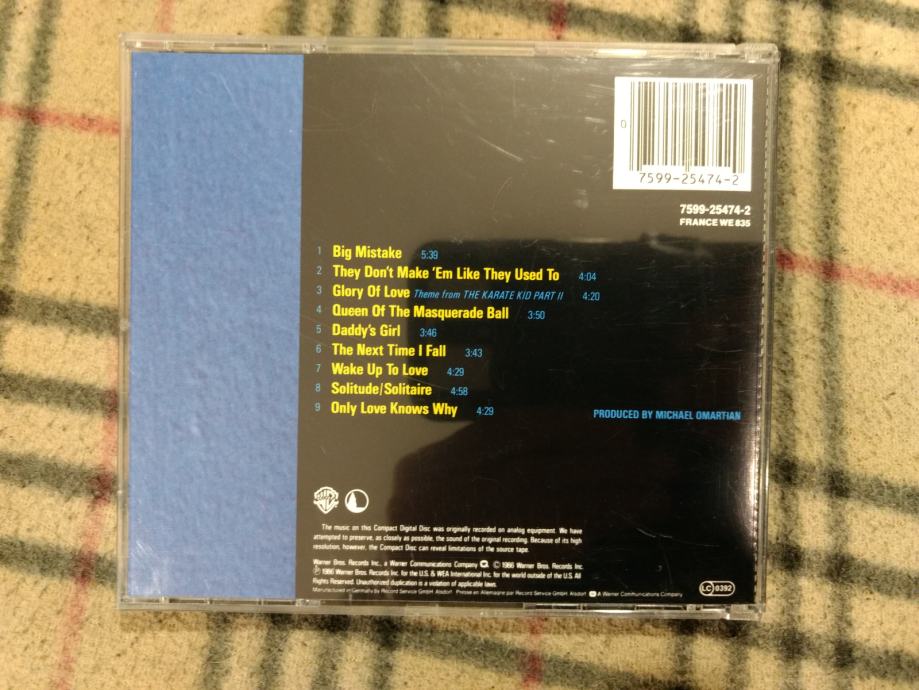 0
7599-25474-2
7599-25474-2
FRANCE WE 835
1 Big Mistake 5:39
2 They Don't Make 'Em Like They Used To 4:04
3 Glory Of Love Theme from THE KARATE KID PART II 4:20
4 Queen Of The Masquerade Ball 3:50
5 Daddy's Girl 3:46
6 The Next Time I Fall 3:43
7 Wake Up To Love 4:29
8 Solitude/Solitaire 4:58
9 Only Love Knows Why 4:29
PRODUCED BY MICHAEL OMARTIAN
The music on this Compact Digital Disc was originally recorded on analog equipment. We have
attempted to preserve, as closely as possible, the sound of the original recording. Because of its high
resolution, however, the Compact Disc can reveal limitations of the source tape.
Warner Bros. Records Inc., a Warner Communications Company © 1986 Warner Bros. Records Inc.
℗ 1986 Warner Bros. Records Inc. for the U.S. & WEA International Inc. for the world outside of the U.S. All
Rights Reserved. Unauthorized duplication is a violation of applicable laws.
Manufactured in Germany by Record Service GmbH, Alsdorf. Presse en Allemagne par Record Service GmbH, Alsdorf. A Warner Communications Company
LC 0392